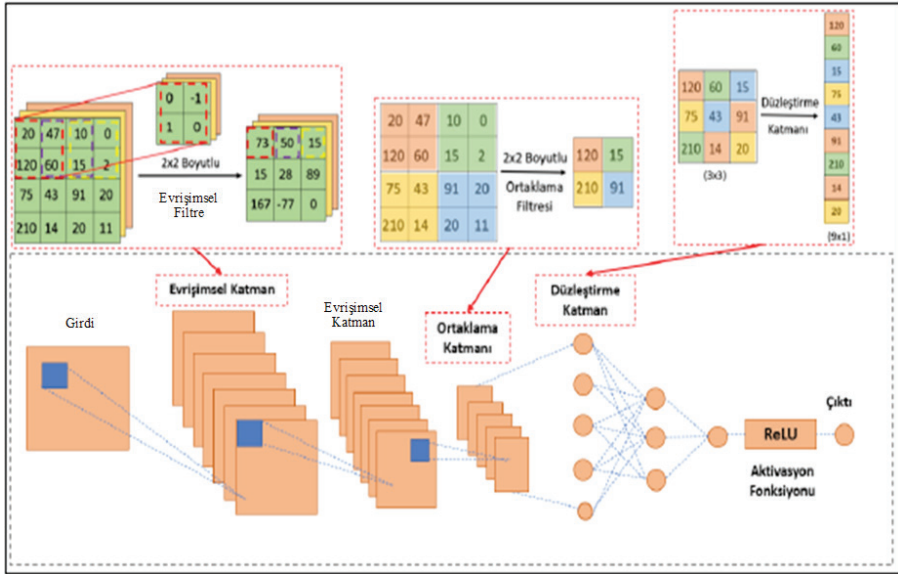 0 -1
1 0
20 47 10 0
120 60 15 2
75 43 91 20
210 14 20 11
2x2 Boyutlu
Evrişimsel
Filtre
73 50 15
15 28 89
167 -77 0
20 47 10 0
120 60 15 2
75 43 91 20
210 14 20 11
2x2 Boyutlu
Ortaklama
Filtresi
120 15
210 91
120 60 15
75 43 91
210 14 20
(3x3)
Düzleştirme
Katmanı
120
60
15
75
43
91
210
14
20
(9x1)
Evrişimsel Katman
Düzleştirme
Katman
Girdi
Evrişimsel
Katman
Ortaklama
Katmanı
Çıktı
ReLU
Aktivasyon
Fonksiyonu